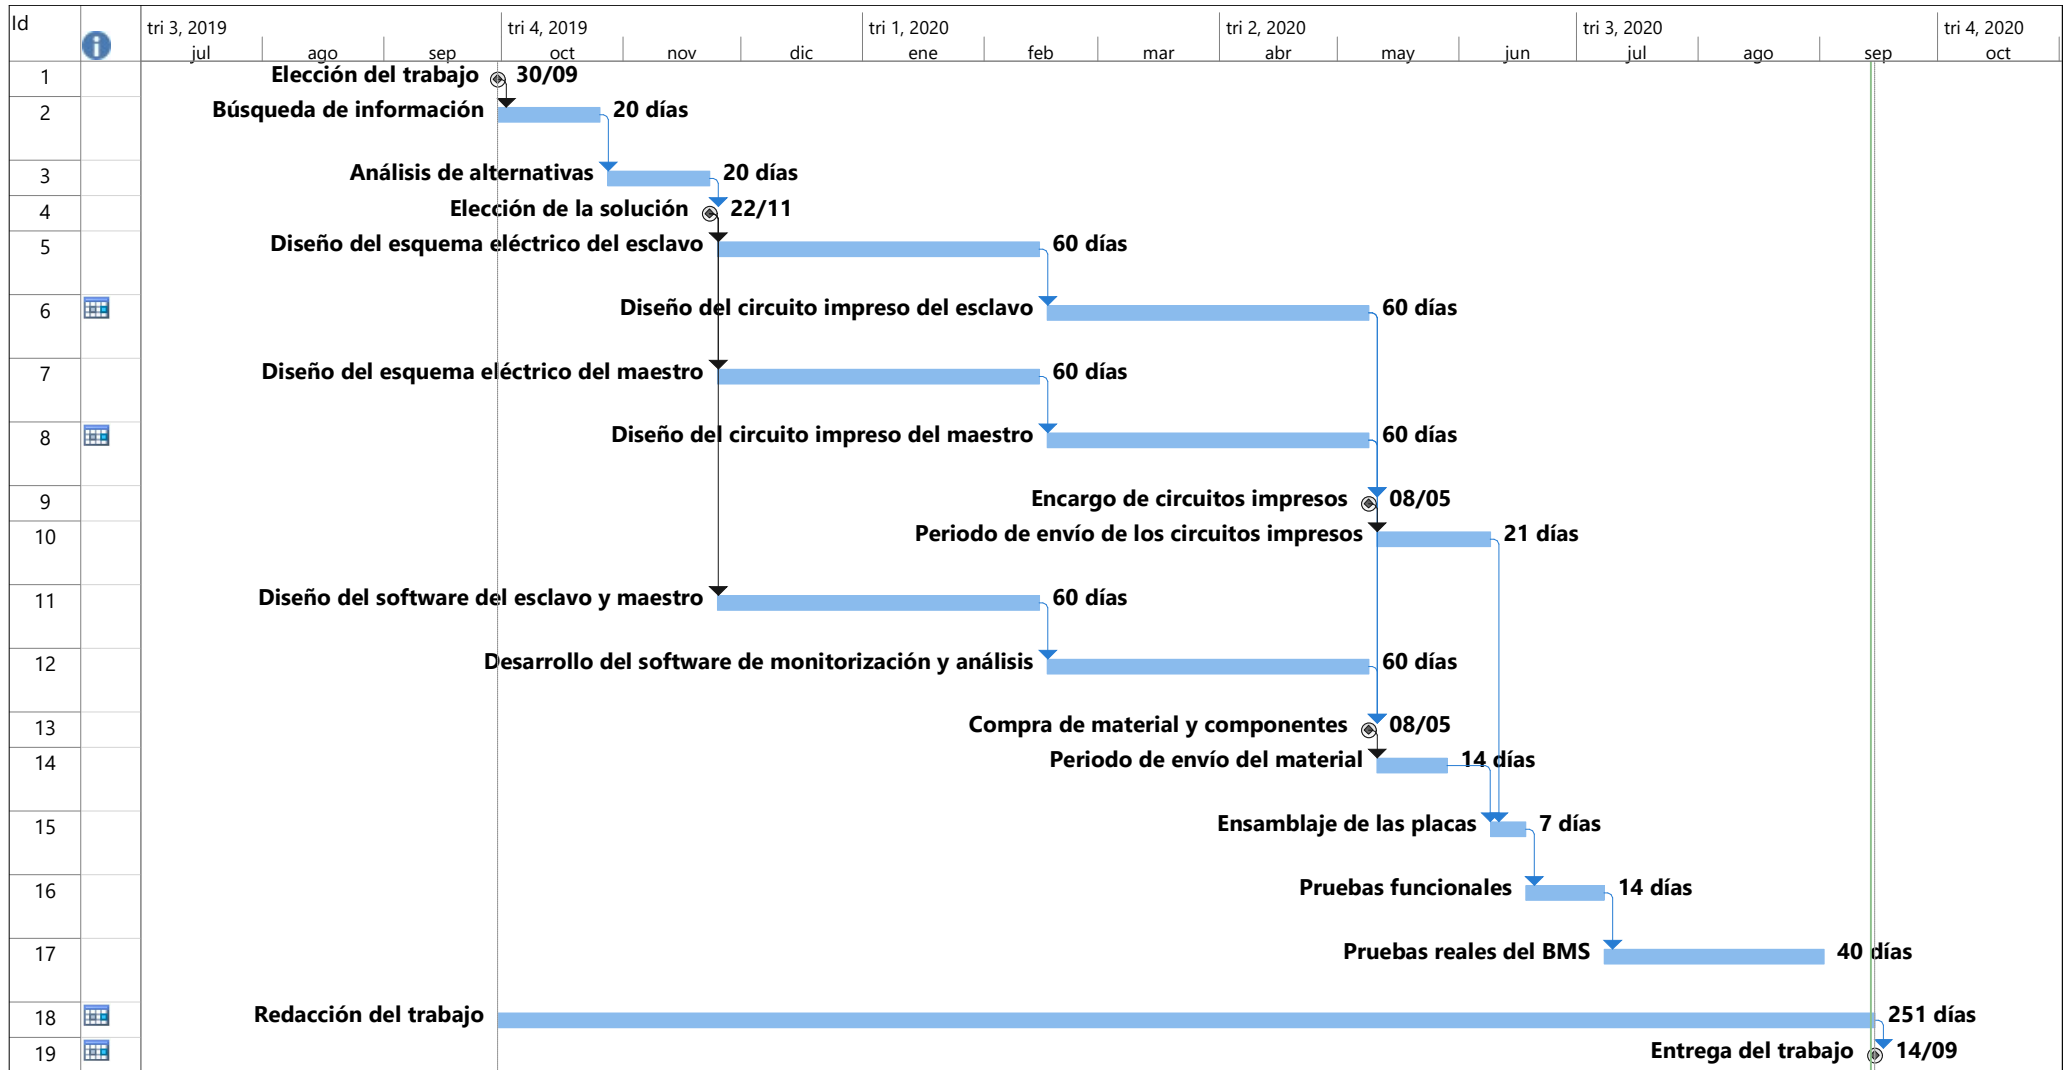 Id
tri 3, 2019 tri 4, 2019 tri 1, 2020 tri 2, 2020 tri 3, 2020 tri 4, 2020
jul ago sep oct nov dic ene feb mar abr may jun jul ago sep oct
1 Elección del trabajo 30/09
2 Búsqueda de información 20 días
3 Análisis de alternativas 20 días
4 Elección de la solución 22/11
5 Diseño del esquema eléctrico del esclavo 60 días
6 Diseño del circuito impreso del esclavo 60 días
7 Diseño del esquema eléctrico del maestro 60 días
8 Diseño del circuito impreso del maestro 60 días
9 Encargo de circuitos impresos 08/05
10 Periodo de envío de los circuitos impresos 21 días
11 Diseño del software del esclavo y maestro 60 días
12 Desarrollo del software de monitorización y análisis 60 días
13 Compra de material y componentes 08/05
14 Periodo de envío del material 14 días
15 Ensamblaje de las placas 7 días
16 Pruebas funcionales 14 días
17 Pruebas reales del BMS 40 días
18 Redacción del trabajo 251 días
19 Entrega del trabajo 14/09